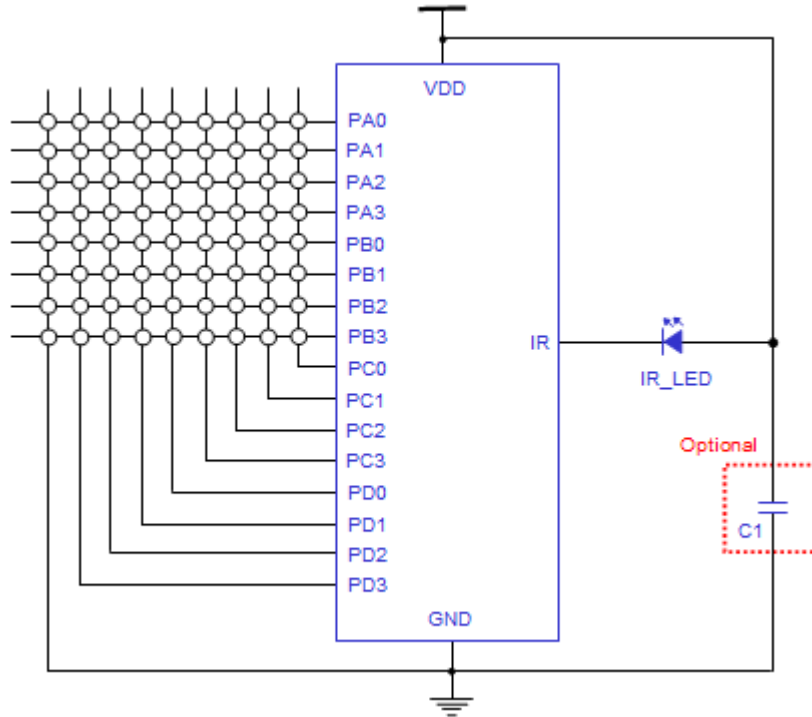 VDD
PA0
PA1
PA2
PA3
PB0
PB1
PB2
PB3
IR
IR_LED
PC0
PC1
PC2
PC3
Optional
PD0
PD1
C1
PD2
PD3
GND